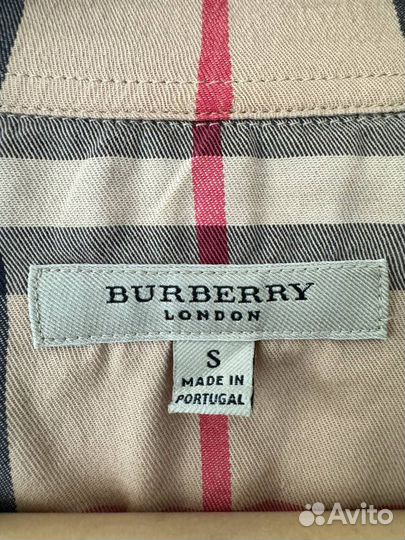 BURBERRY
LONDON
S
MADE IN
PORTUGAL
Avito